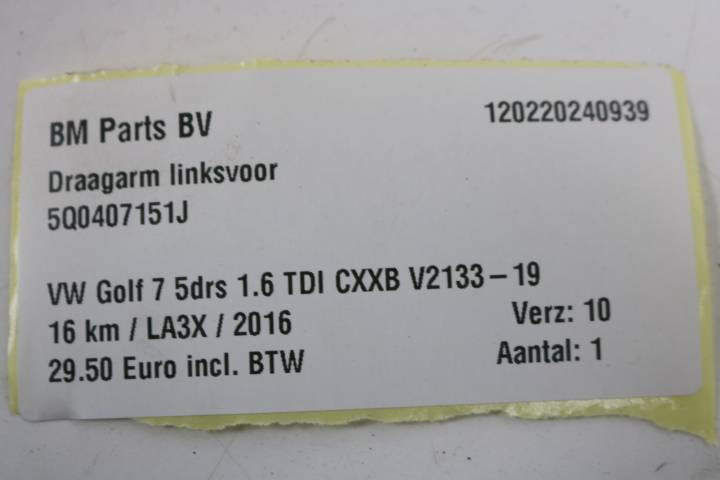 BM Parts BV 120220240939
Draagarm linksvoor
5Q0407151J
VW Golf 7 5drs 1.6 TDI CXXB V2133-19
16 km / LA3X / 2016 Verz: 10
29.50 Euro incl. BTW Aantal: 1